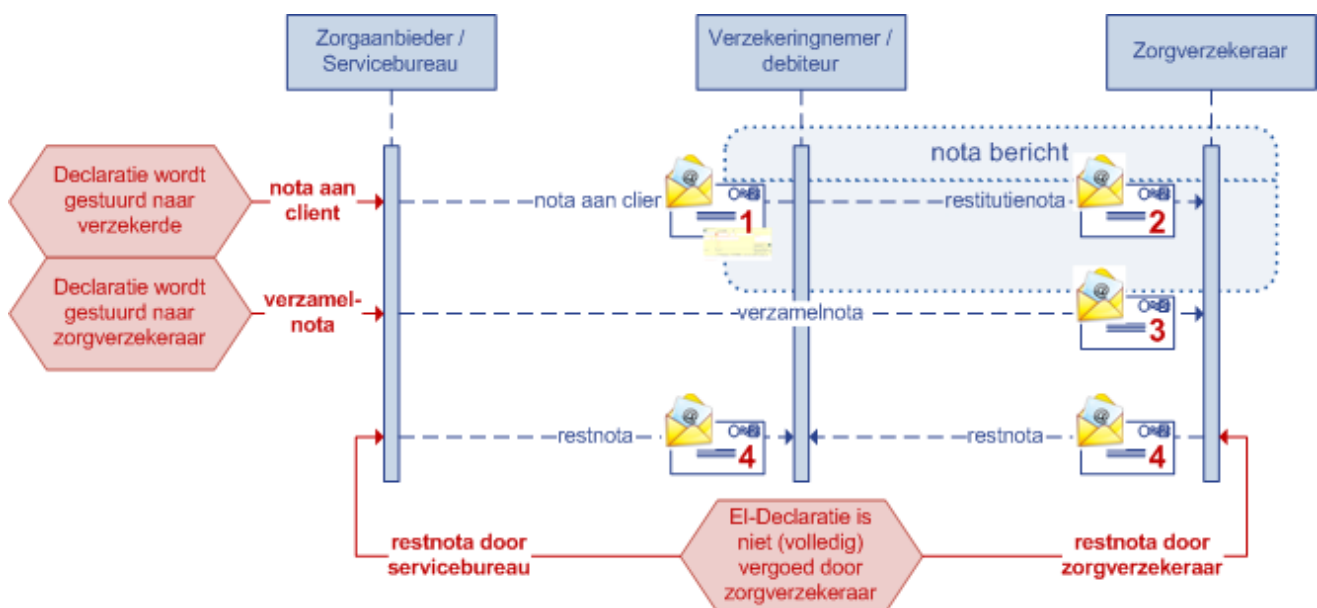 Zorgaanbieder /
Servicebureau
Verzekeringnemer /
debiteur
Zorgverzekeraar
nota bericht
Declaratie wordt
gestuurd naar
verzekerde
nota aan
client
nota aan clier
1
restitutienota
2
Declaratie wordt
gestuurd naar
zorgverzekeraar
verzamel-
nota
verzamelnota
3
restnota
4
restnota
4
restnota door
servicebureau
EI-Declaratie is
niet (volledig)
vergoed door
zorgverzekeraar
restnota door
zorgverzekeraar